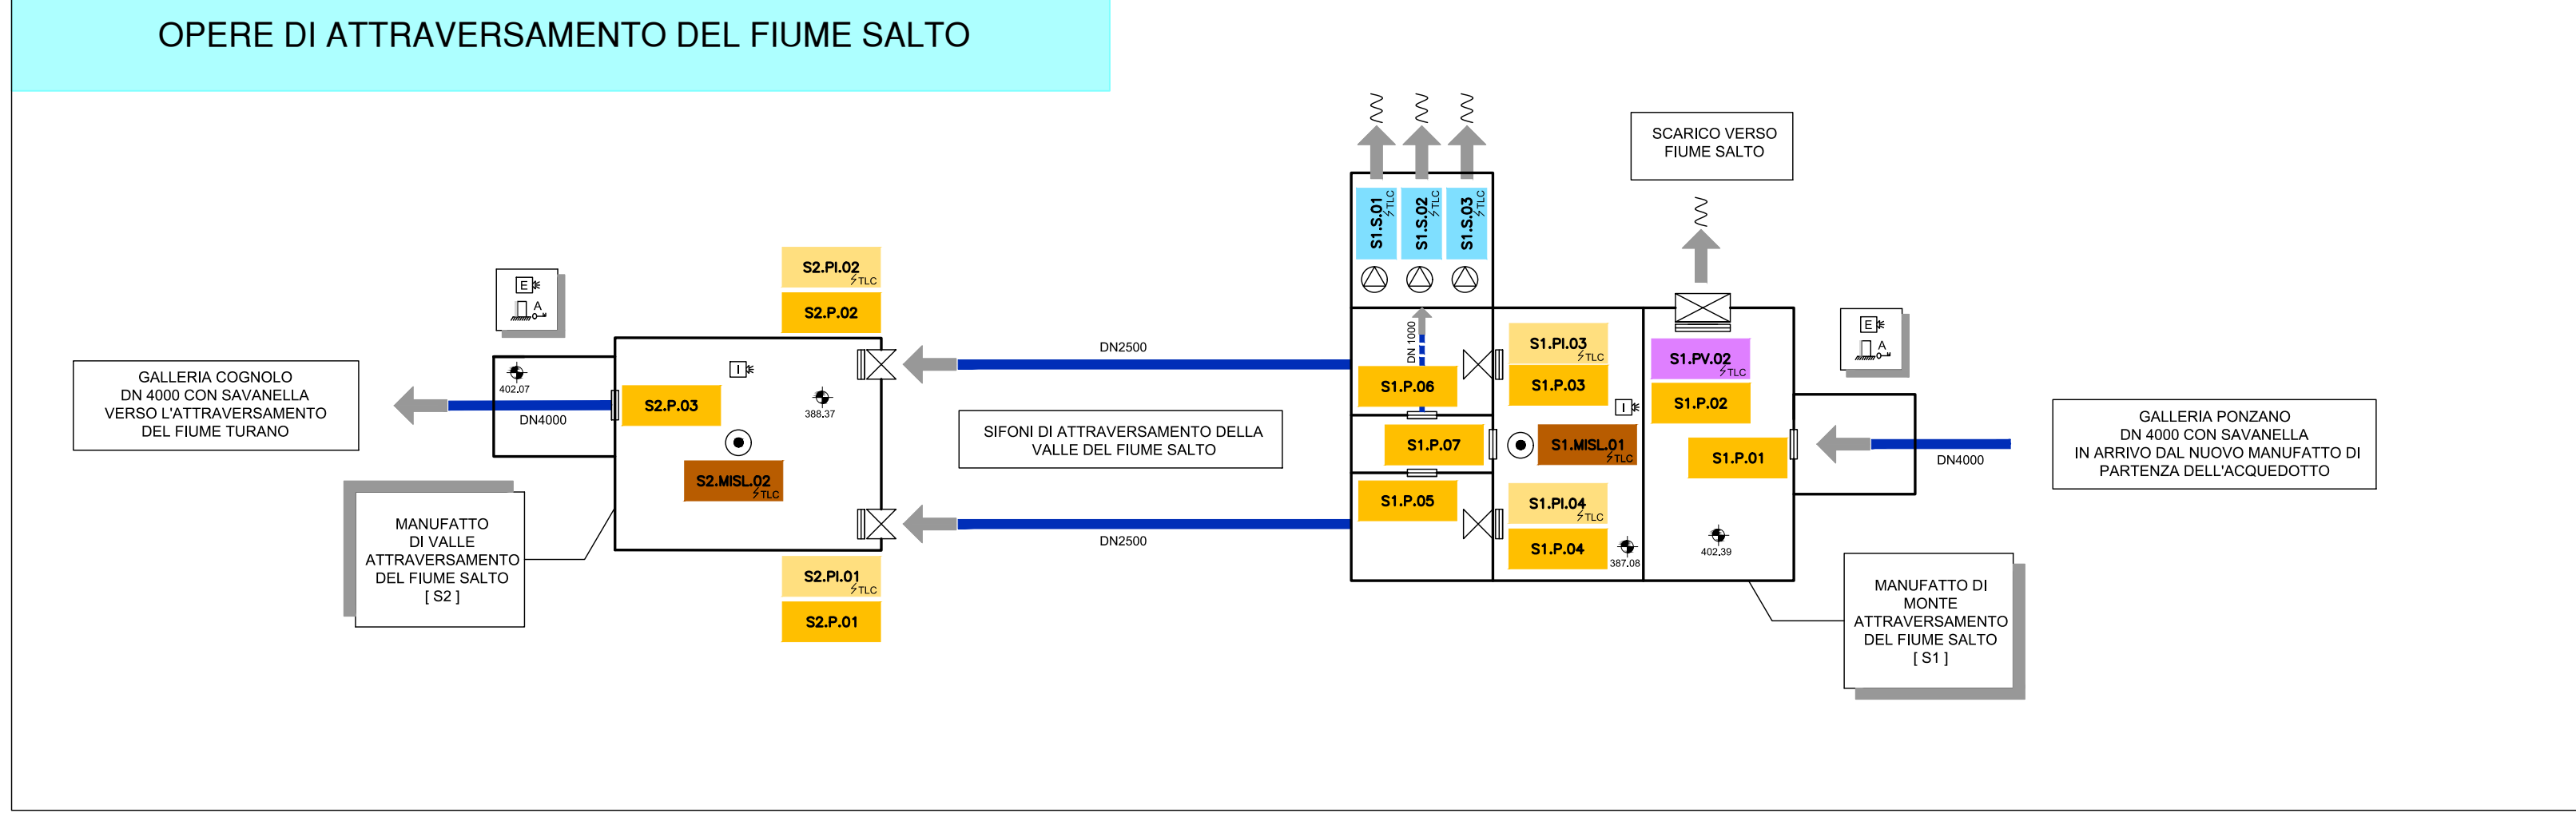 OPERE DI ATTRAVERSAMENTO DEL FIUME SALTO
SCARICO VERSO
FIUME SALTO
S1.S.01
TLC
S1.S.02
TLC
S1.S.03
TLC
S2.PI.02
TLC
S2.P.02
E
A
402.07
DN4000
GALLERIA COGNOLO
DN 4000 CON SAVANELLA
VERSO L'ATTRAVERSAMENTO
DEL FIUME TURANO
S2.P.03
I
388.37
S2.MISL.02
TLC
MANUFATTO
DI VALLE
ATTRAVERSAMENTO
DEL FIUME SALTO
[ S2 ]
S2.PI.01
TLC
S2.P.01
DN2500
SIFONI DI ATTRAVERSAMENTO DELLA
VALLE DEL FIUME SALTO
DN2500
DN 1000
S1.P.06
S1.P.07
S1.P.05
S1.PI.03
TLC
S1.P.03
I
S1.MISL.01
TLC
S1.PI.04
TLC
S1.P.04
387.08
S1.PV.02
TLC
S1.P.02
S1.P.01
402.39
E
A
DN4000
GALLERIA PONZANO
DN 4000 CON SAVANELLA
IN ARRIVO DAL NUOVO MANUFATTO DI
PARTENZA DELL'ACQUEDOTTO
MANUFATTO DI
MONTE
ATTRAVERSAMENTO
DEL FIUME SALTO
[ S1 ]